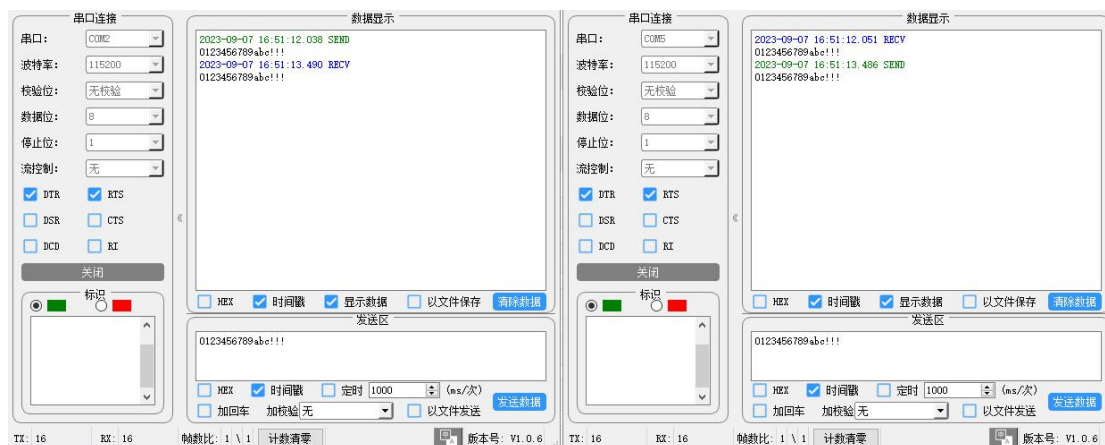 串口连接
串口: COM2
波特率: 115200
校验位: 无校验
数据位: 8
停止位: 1
流控制: 无
DTR RTS
DSR CTS
DCD RI
关闭
标识
数据显示
2023-09-07 16:51:12.038 SEND
0123456789abc!!!
2023-09-07 16:51:13.490 RECV
0123456789abc!!!
HEX 时间戳 显示数据 以文件保存 清除数据
发送区
0123456789abc!!!
HEX 时间戳 定时 1000 (ms/次)
加回车 加校验 无 以文件发送 发送数据
TX: 16 RX: 16 帧数比: 1 \ 1 计数清零 版本号: V1.0.6
串口连接
串口: COM5
波特率: 115200
校验位: 无校验
数据位: 8
停止位: 1
流控制: 无
DTR RTS
DSR CTS
DCD RI
关闭
标识
数据显示
2023-09-07 16:51:12.051 RECV
0123456789abc!!!
2023-09-07 16:51:13.486 SEND
0123456789abc!!!
HEX 时间戳 显示数据 以文件保存 清除数据
发送区
0123456789abc!!!
HEX 时间戳 定时 1000 (ms/次)
加回车 加校验 无 以文件发送 发送数据
TX: 16 RX: 16 帧数比: 1 \ 1 计数清零 版本号: V1.0.6